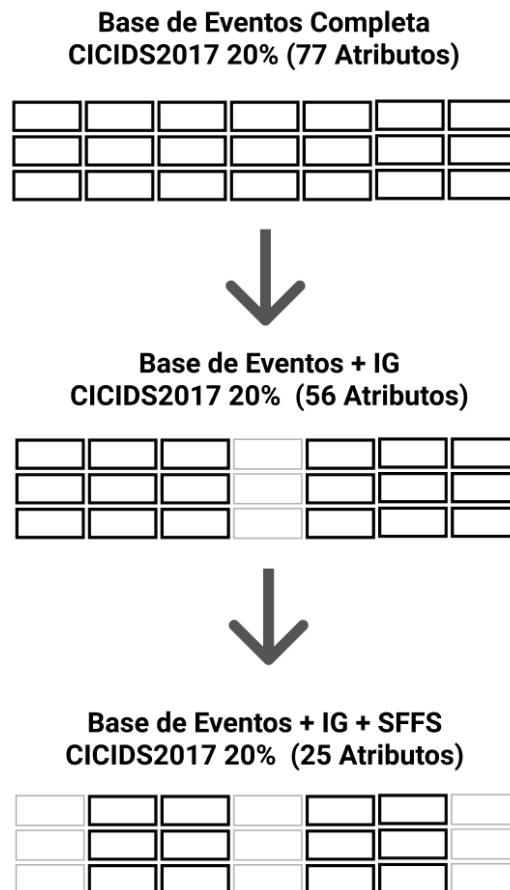 Base de Eventos Completa
CICIDS2017 20% (77 Atributos)
Base de Eventos + IG
CICIDS2017 20% (56 Atributos)
Base de Eventos + IG + SFFS
CICIDS2017 20% (25 Atributos)